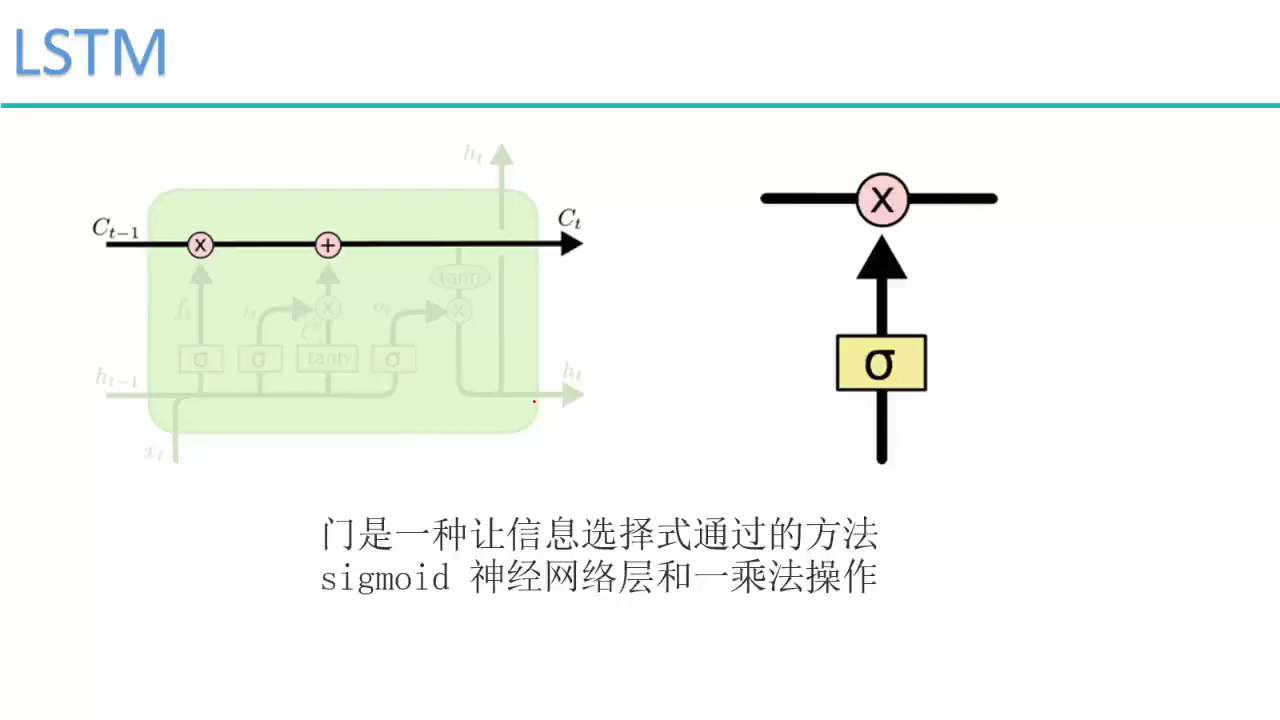 LSTM
h_t
C_{t-1}
C_t
x
+
tanh
f_t
i_t
x
o_t
x
σ
σ
tanh
σ
h_{t-1}
h_t
x_t
x
σ
门是一种让信息选择式通过的方法
sigmoid 神经网络层和一乘法操作